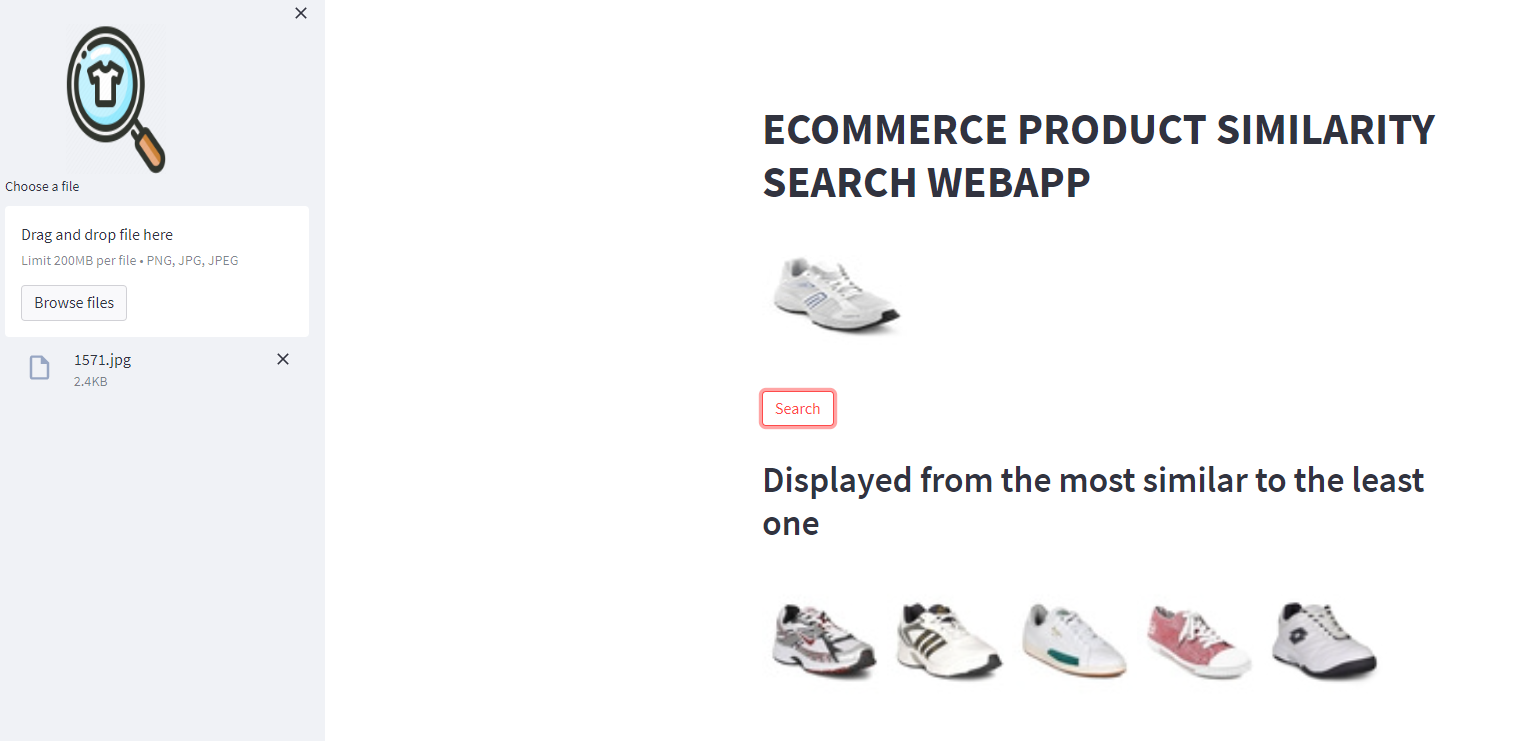 Choose a file
Drag and drop file here
Limit 200MB per file • PNG, JPG, JPEG
Browse files
1571.jpg
2.4KB
ECOMMERCE PRODUCT SIMILARITY
SEARCH WEBAPP
Search
Displayed from the most similar to the least
one